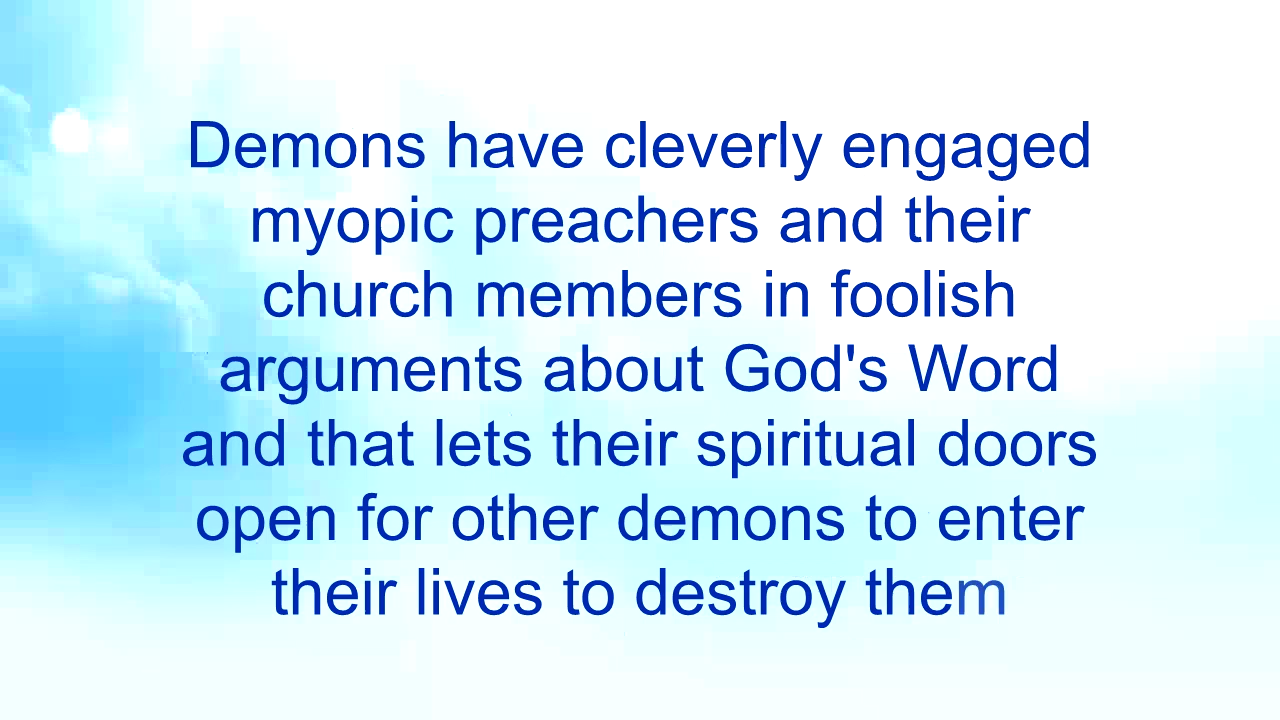 Demons have cleverly engaged
myopic preachers and their
church members in foolish
arguments about God's Word
and that lets their spiritual doors
open for other demons to enter
their lives to destroy them